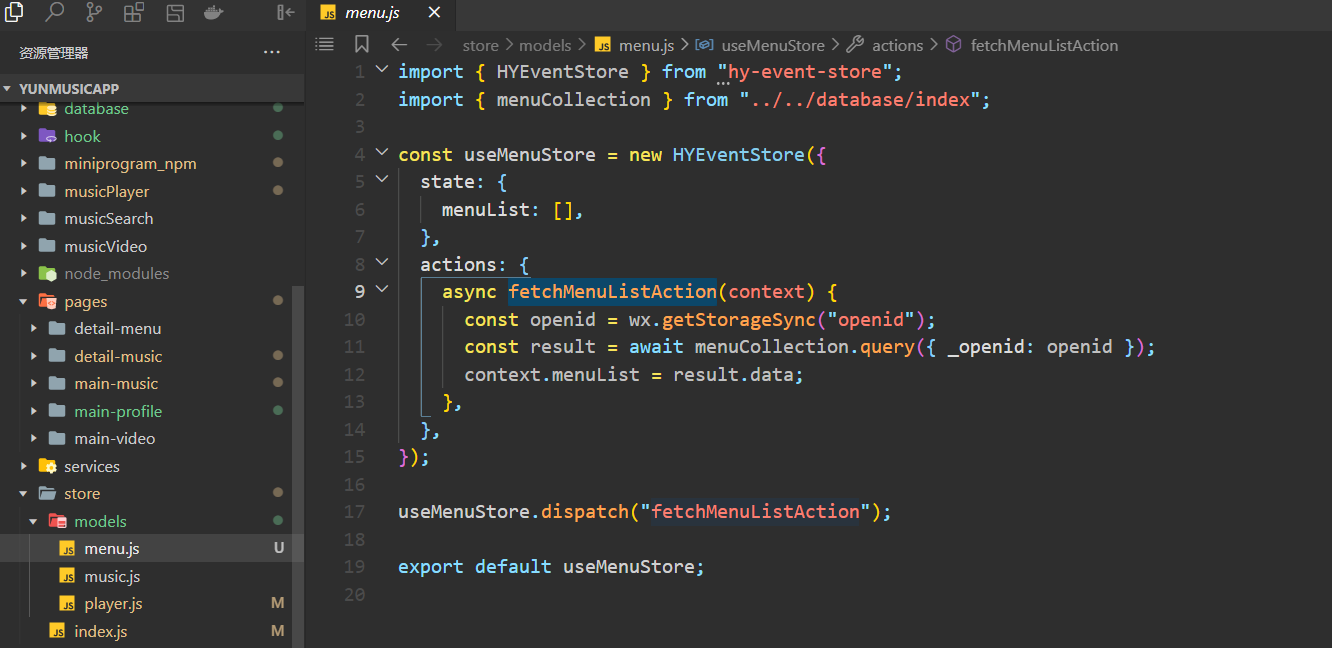 menu.js
资源管理器
YUNMUSICAPP
database
hook
miniprogram_npm
musicPlayer
musicSearch
musicVideo
node_modules
pages
detail-menu
detail-music
main-music
main-profile
main-video
services
store
models
menu.js U
music.js
player.js M
index.js M
store > models > JS menu.js > useMenuStore > actions > fetchMenuListAction
1 import { HYEventStore } from "hy-event-store";
2 import { menuCollection } from "../../database/index";
3
4 const useMenuStore = new HYEventStore({
5 state: {
6 menuList: [],
7 },
8 actions: {
9 async fetchMenuListAction(context) {
10 const openid = wx.getStorageSync("openid");
11 const result = await menuCollection.query({ _openid: openid });
12 context.menuList = result.data;
13 },
14 },
15 });
16
17 useMenuStore.dispatch("fetchMenuListAction");
18
19 export default useMenuStore;
20